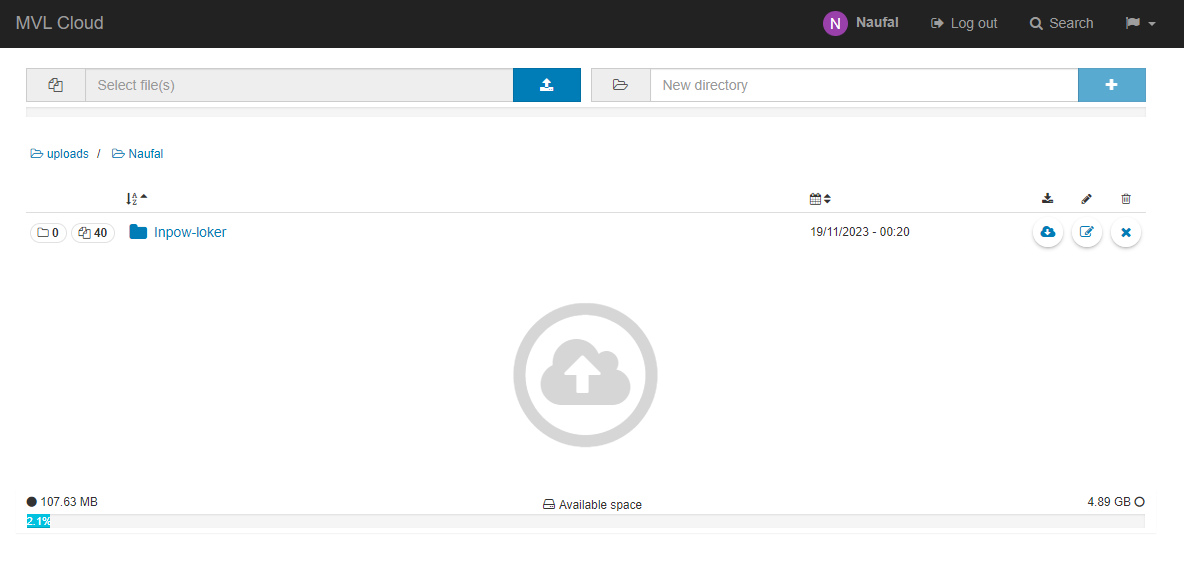 MVL Cloud N Naufal Log out Search
Select file(s) New directory
uploads / Naufal
0 40 Inpow-loker 19/11/2023 - 00:20
107.63 MB Available space 4.89 GB
2.1%